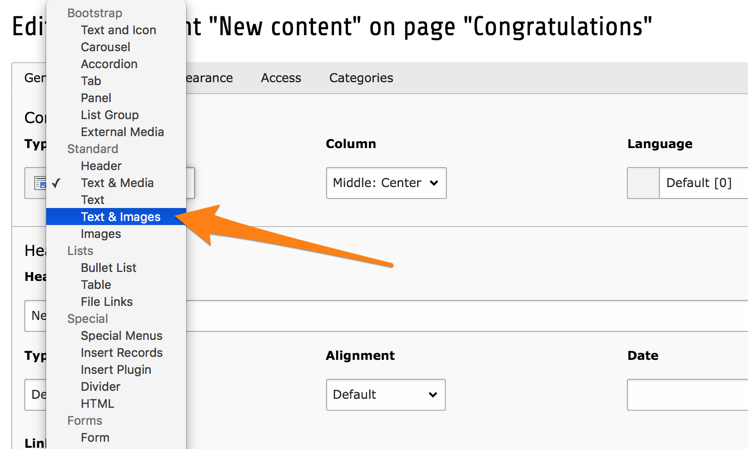 Edi nt "New content" on page "Congratulations"
Gen earance Access Categories
Con
Typ Column Language
✓ Middle: Center Default [0]
Bootstrap
Text and Icon
Carousel
Accordion
Tab
Panel
List Group
External Media
Standard
Header
Text & Media
Text
Text & Images
Images
Lists
Bullet List
Table
File Links
Special
Special Menus
Insert Records
Insert Plugin
Divider
HTML
Forms
Form
Hea
Hea
Ne
Typ Alignment Date
De Default
Lin